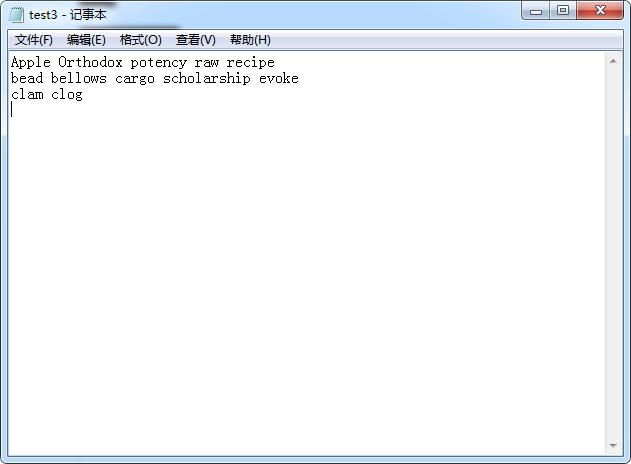 test3 - 记事本
文件(F) 编辑(E) 格式(O) 查看(V) 帮助(H)
Apple Orthodox potency raw recipe
bead bellows cargo scholarship evoke
clam clog